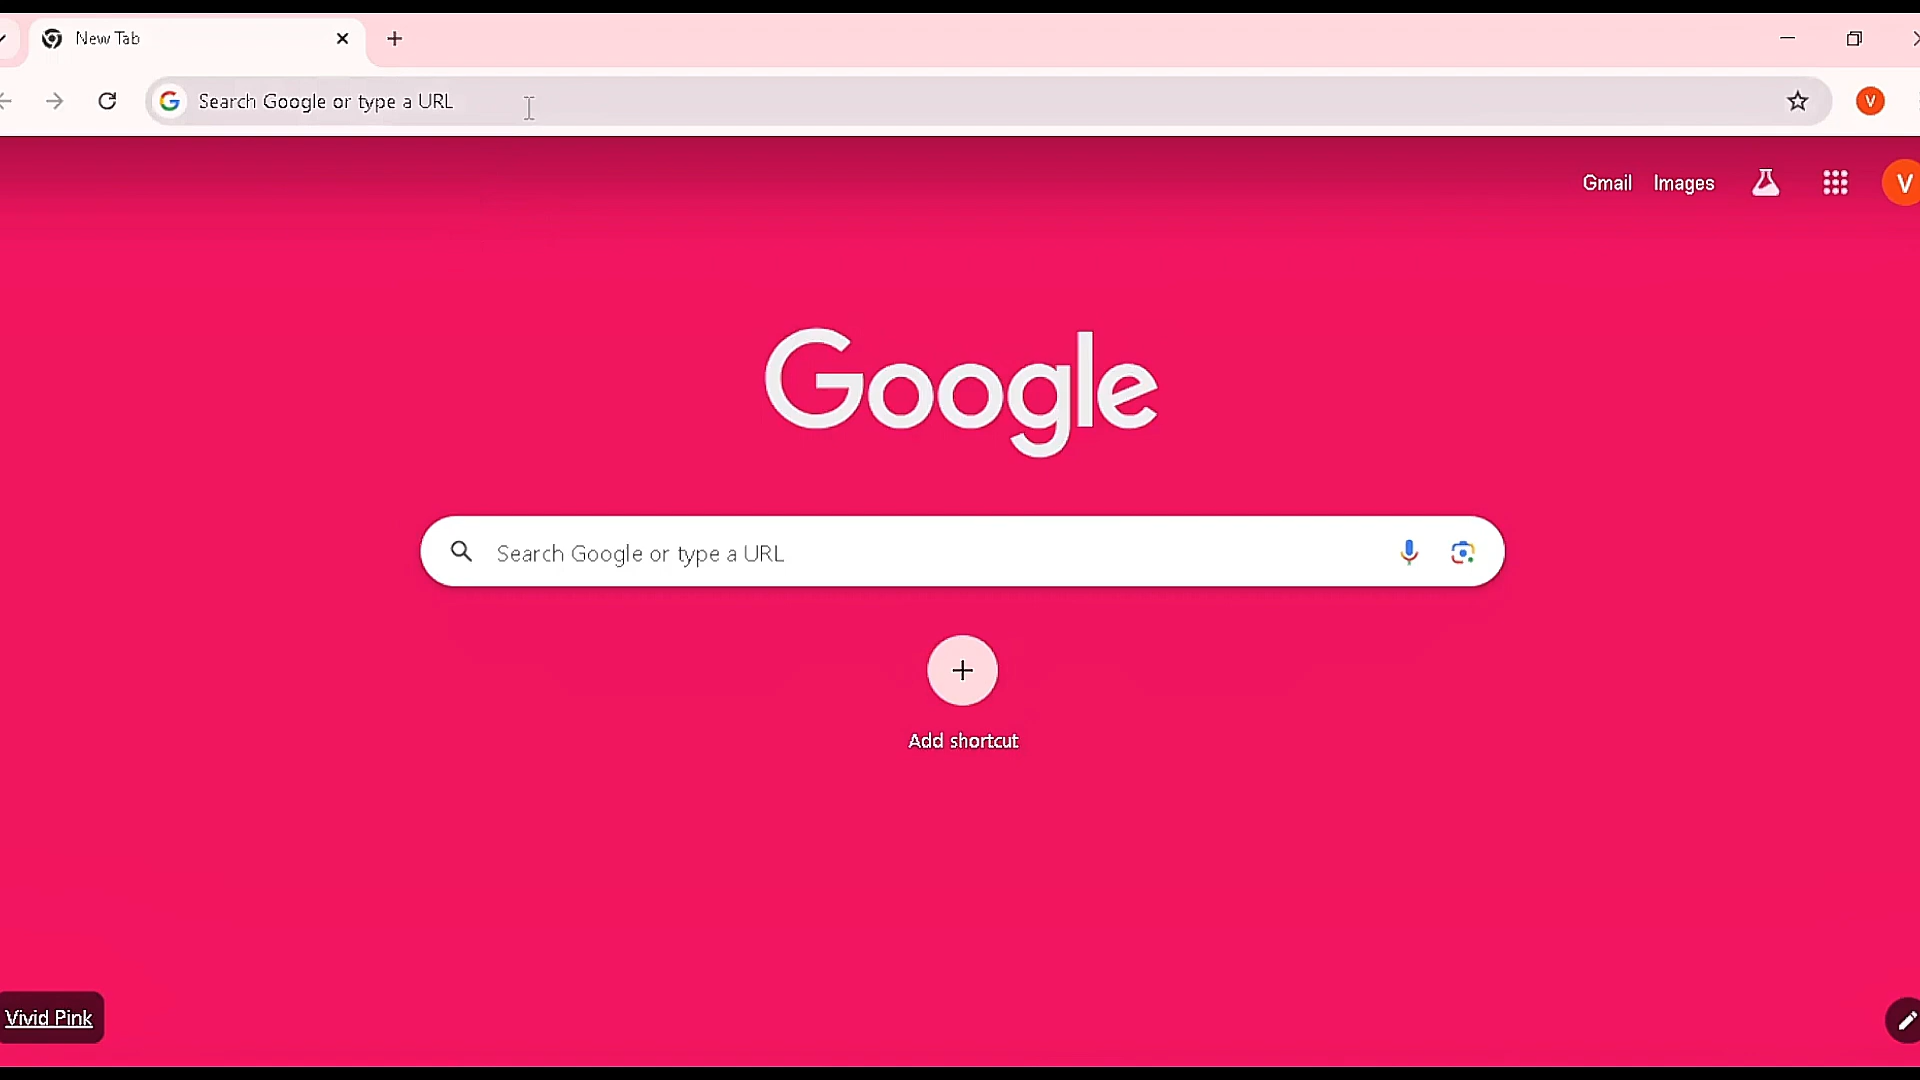 New Tab
Search Google or type a URL
V
Gmail Images
V
Google
Search Google or type a URL
Add shortcut
Vivid Pink